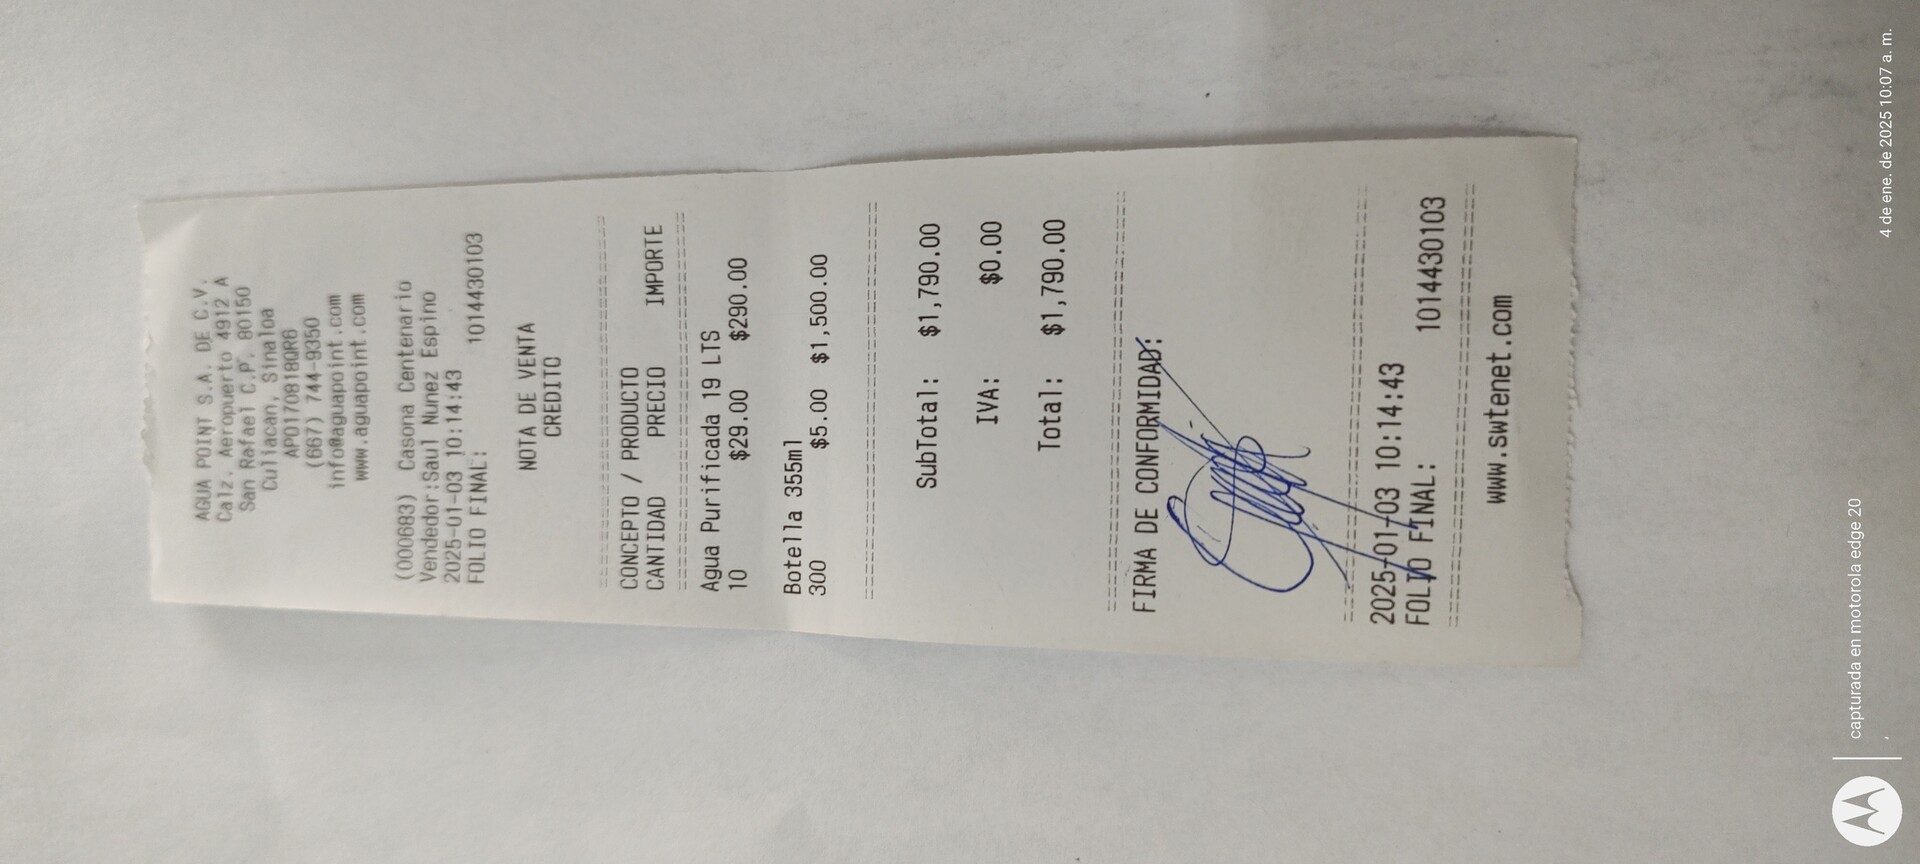 AGUA POINT S.A. DE C.V.
Calz. Aeropuerto 4912 A
San Rafael C.P. 80150
Culiacan, Sinaloa
APO170818QR6
(667) 744-9350
info@aguapoint.com
www.aguapoint.com
(000683) Casona Centenario
Vendedor:Saul Nunez Espino
2025-01-03 10:14:43
FOLIO FINAL: 1014430103
NOTA DE VENTA
CREDITO
CONCEPTO / PRODUCTO
CANTIDAD PRECIO IMPORTE
Agua Purificada 19 LTS
10 $29.00 $290.00
Botella 355ml
300 $5.00 $1,500.00
SubTotal: $1,790.00
IVA: $0.00
Total: $1,790.00
FIRMA DE CONFORMIDAD:
2025-01-03 10:14:43
FOLIO FINAL: 1014430103
www.swtenet.com
capturada en motorola edge 20
4 de ene. de 2025 10:07 a. m.